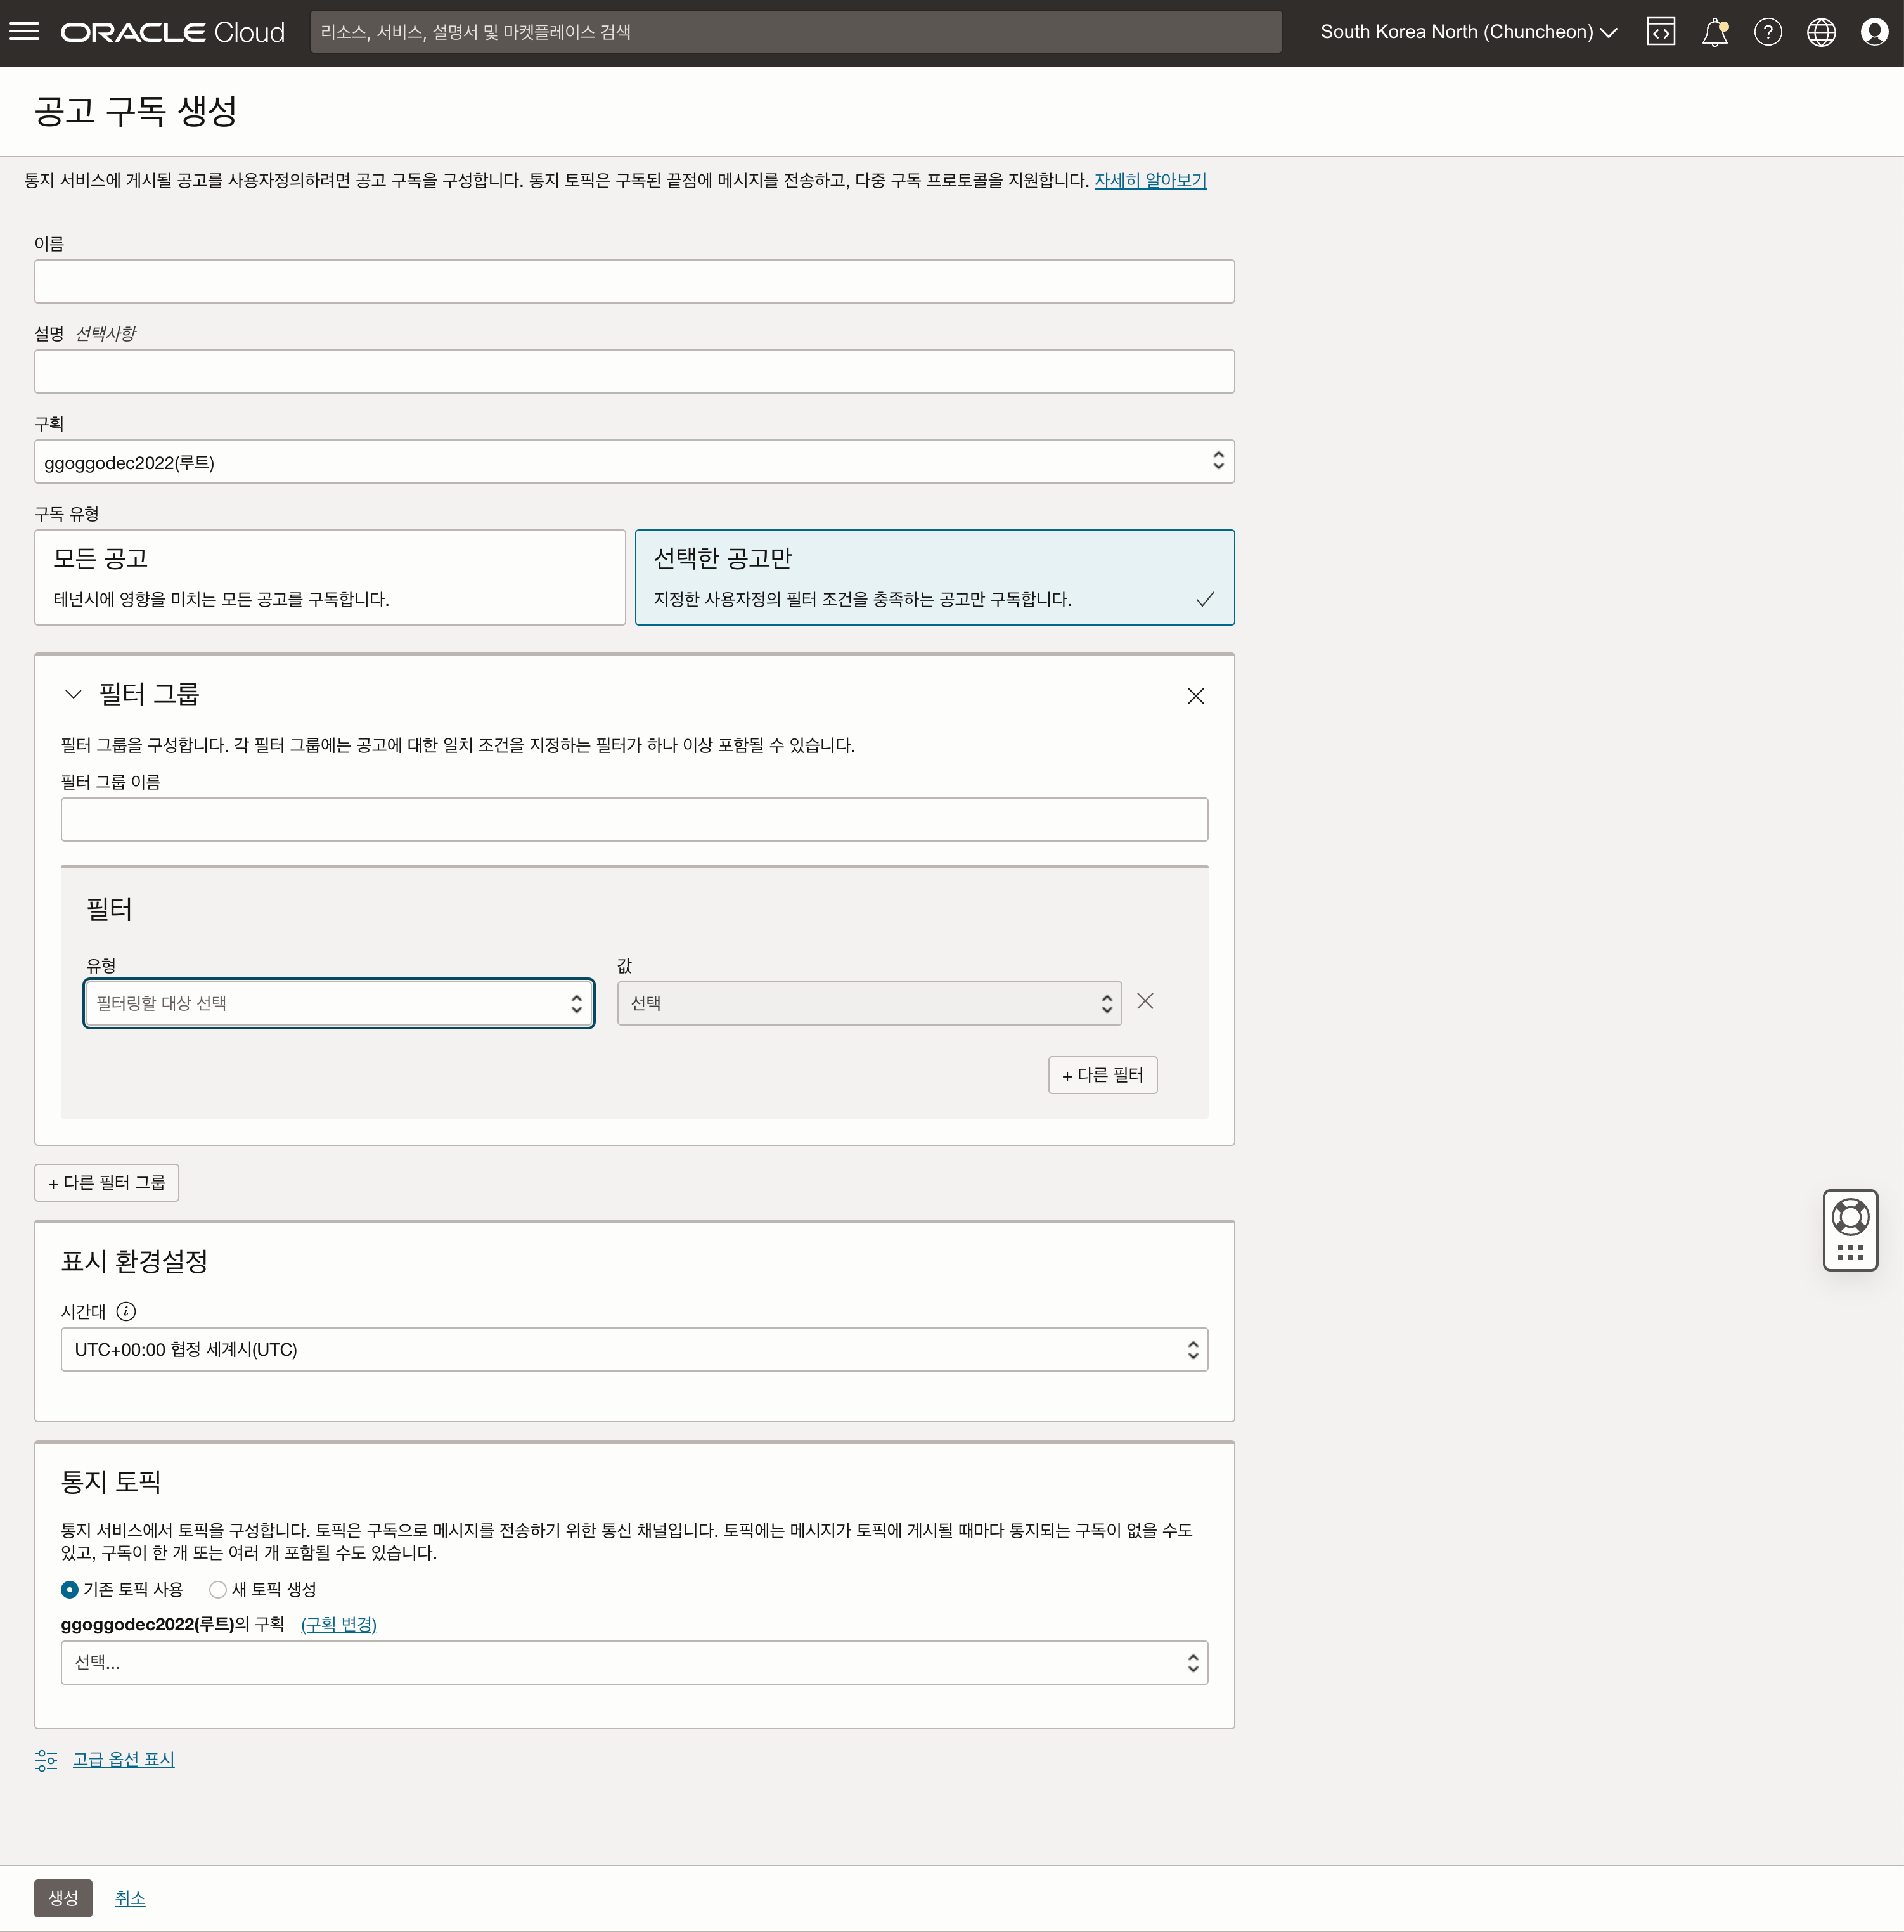 ORACLE Cloud
리소스, 서비스, 설명서 및 마켓플레이스 검색
South Korea North (Chuncheon)
공고 구독 생성
통지 서비스에 게시될 공고를 사용자정의하려면 공고 구독을 구성합니다. 통지 토픽은 구독된 끝점에 메시지를 전송하고, 다중 구독 프로토콜을 지원합니다. 자세히 알아보기
이름
설명 선택사항
구획
ggoggodec2022(루트)
구독 유형
모든 공고
테넌시에 영향을 미치는 모든 공고를 구독합니다.
선택한 공고만
지정한 사용자정의 필터 조건을 충족하는 공고만 구독합니다.
필터 그룹
필터 그룹을 구성합니다. 각 필터 그룹에는 공고에 대한 일치 조건을 지정하는 필터가 하나 이상 포함될 수 있습니다.
필터 그룹 이름
필터
유형
값
필터링할 대상 선택
선택
+ 다른 필터
+ 다른 필터 그룹
표시 환경설정
시간대
UTC+00:00 협정 세계시(UTC)
통지 토픽
통지 서비스에서 토픽을 구성합니다. 토픽은 구독으로 메시지를 전송하기 위한 통신 채널입니다. 토픽에는 메시지가 토픽에 게시될 때마다 통지되는 구독이 없을 수도
있고, 구독이 한 개 또는 여러 개 포함될 수도 있습니다.
기존 토픽 사용 새 토픽 생성
ggoggodec2022(루트)의 구획 (구획 변경)
선택...
고급 옵션 표시
생성 취소